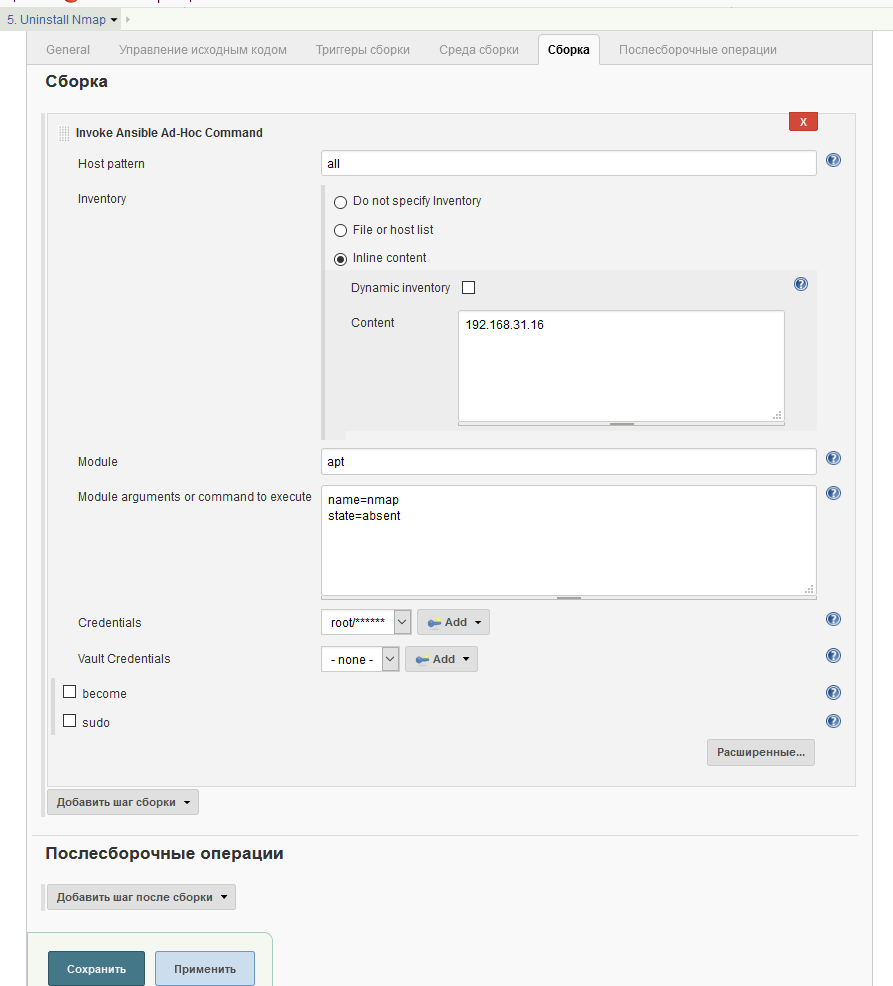 5. Uninstall Nmap
General Управление исходным кодом Триггеры сборки Среда сборки Сборка Послесборочные операции
Сборка
X
Invoke Ansible Ad-Hoc Command
Host pattern all
Inventory
Do not specify Inventory
File or host list
Inline content
Dynamic inventory
Content 192.168.31.16
Module apt
Module arguments or command to execute name=nmap
state=absent
Credentials root/****** Add
Vault Credentials - none - Add
become
sudo
Расширенные...
Добавить шаг сборки
Послесборочные операции
Добавить шаг после сборки
Сохранить Применить